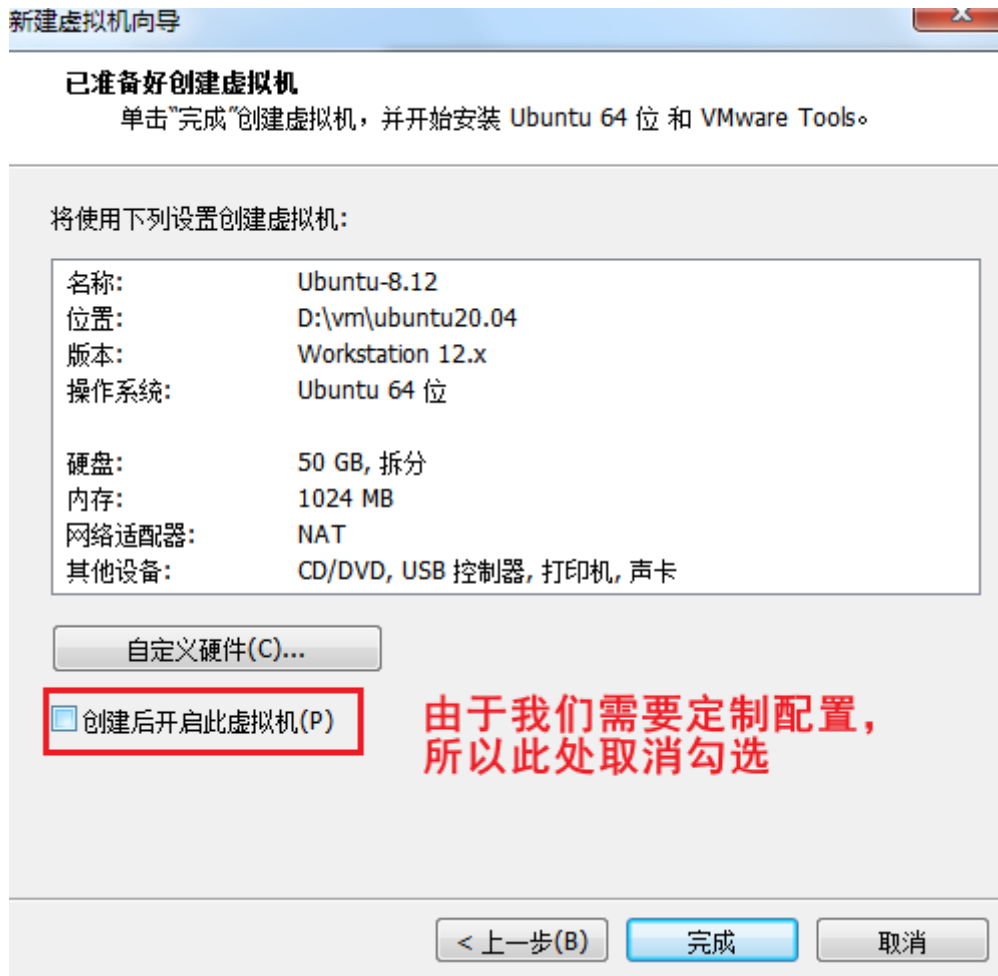 新建虚拟机向导
已准备好创建虚拟机
单击"完成"创建虚拟机，并开始安装 Ubuntu 64 位 和 VMware Tools。
将使用下列设置创建虚拟机:
名称: Ubuntu-8.12
位置: D:\vm\ubuntu20.04
版本: Workstation 12.x
操作系统: Ubuntu 64 位
硬盘: 50 GB, 拆分
内存: 1024 MB
网络适配器: NAT
其他设备: CD/DVD, USB 控制器, 打印机, 声卡
自定义硬件(C)...
创建后开启此虚拟机(P)
由于我们需要定制配置，
所以此处取消勾选
< 上一步(B) 完成 取消